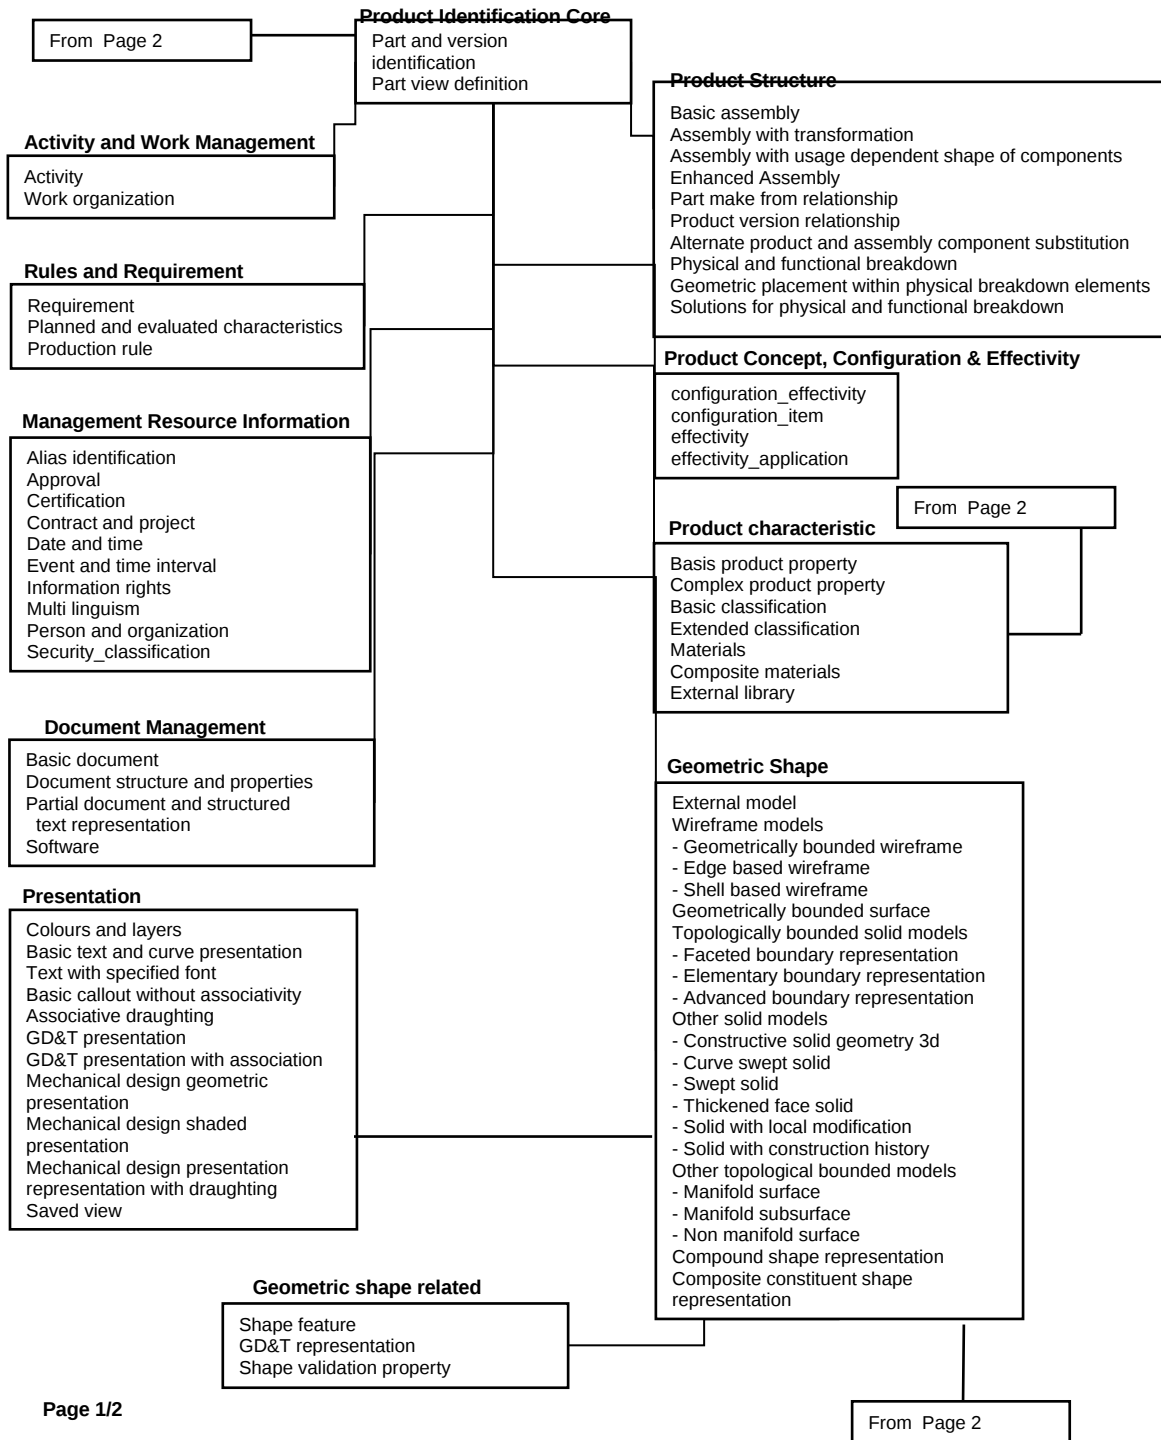 Product Identification Core
From  Page 2
Part and version
identification
Part view definition
Product Structure
Basic assembly
Assembly with transformation
Assembly with usage dependent shape of components
Enhanced Assembly
Part make from relationship
Product version relationship
Alternate product and assembly component substitution
Physical and functional breakdown
Geometric placement within physical breakdown elements
Solutions for physical and functional breakdown
Activity and Work Management
Activity
Work organization
Rules and Requirement
Requirement
Planned and evaluated characteristics
Production rule
Product Concept, Configuration & Effectivity
configuration_effectivity
configuration_item
effectivity
effectivity_application
Management Resource Information
Alias identification
Approval
Certification
Contract and project
Date and time
Event and time interval
Information rights
Multi linguism
Person and organization
Security_classification
From  Page 2
Product characteristic
Basis product property
Complex product property
Basic classification
Extended classification
Materials
Composite materials
External library
Document Management
Basic document
Document structure and properties
Partial document and structured
text representation
Software
Geometric Shape
External model
Wireframe models
- Geometrically bounded wireframe
- Edge based wireframe
- Shell based wireframe
Geometrically bounded surface
Topologically bounded solid models
- Faceted boundary representation
- Elementary boundary representation
- Advanced boundary representation
Other solid models
- Constructive solid geometry 3d
- Curve swept solid
- Swept solid
- Thickened face solid
- Solid with local modification
- Solid with construction history
Other topological bounded models
- Manifold surface
- Manifold subsurface
- Non manifold surface
Compound shape representation
Composite constituent shape
representation
Presentation
Colours and layers
Basic text and curve presentation
Text with specified font
Basic callout without associativity
Associative draughting
GD&T presentation
GD&T presentation with association
Mechanical design geometric
presentation
Mechanical design shaded
presentation
Mechanical design presentation
representation with draughting
Saved view
Geometric shape related
Shape feature
GD&T representation
Shape validation property
Page 1/2
From  Page 2